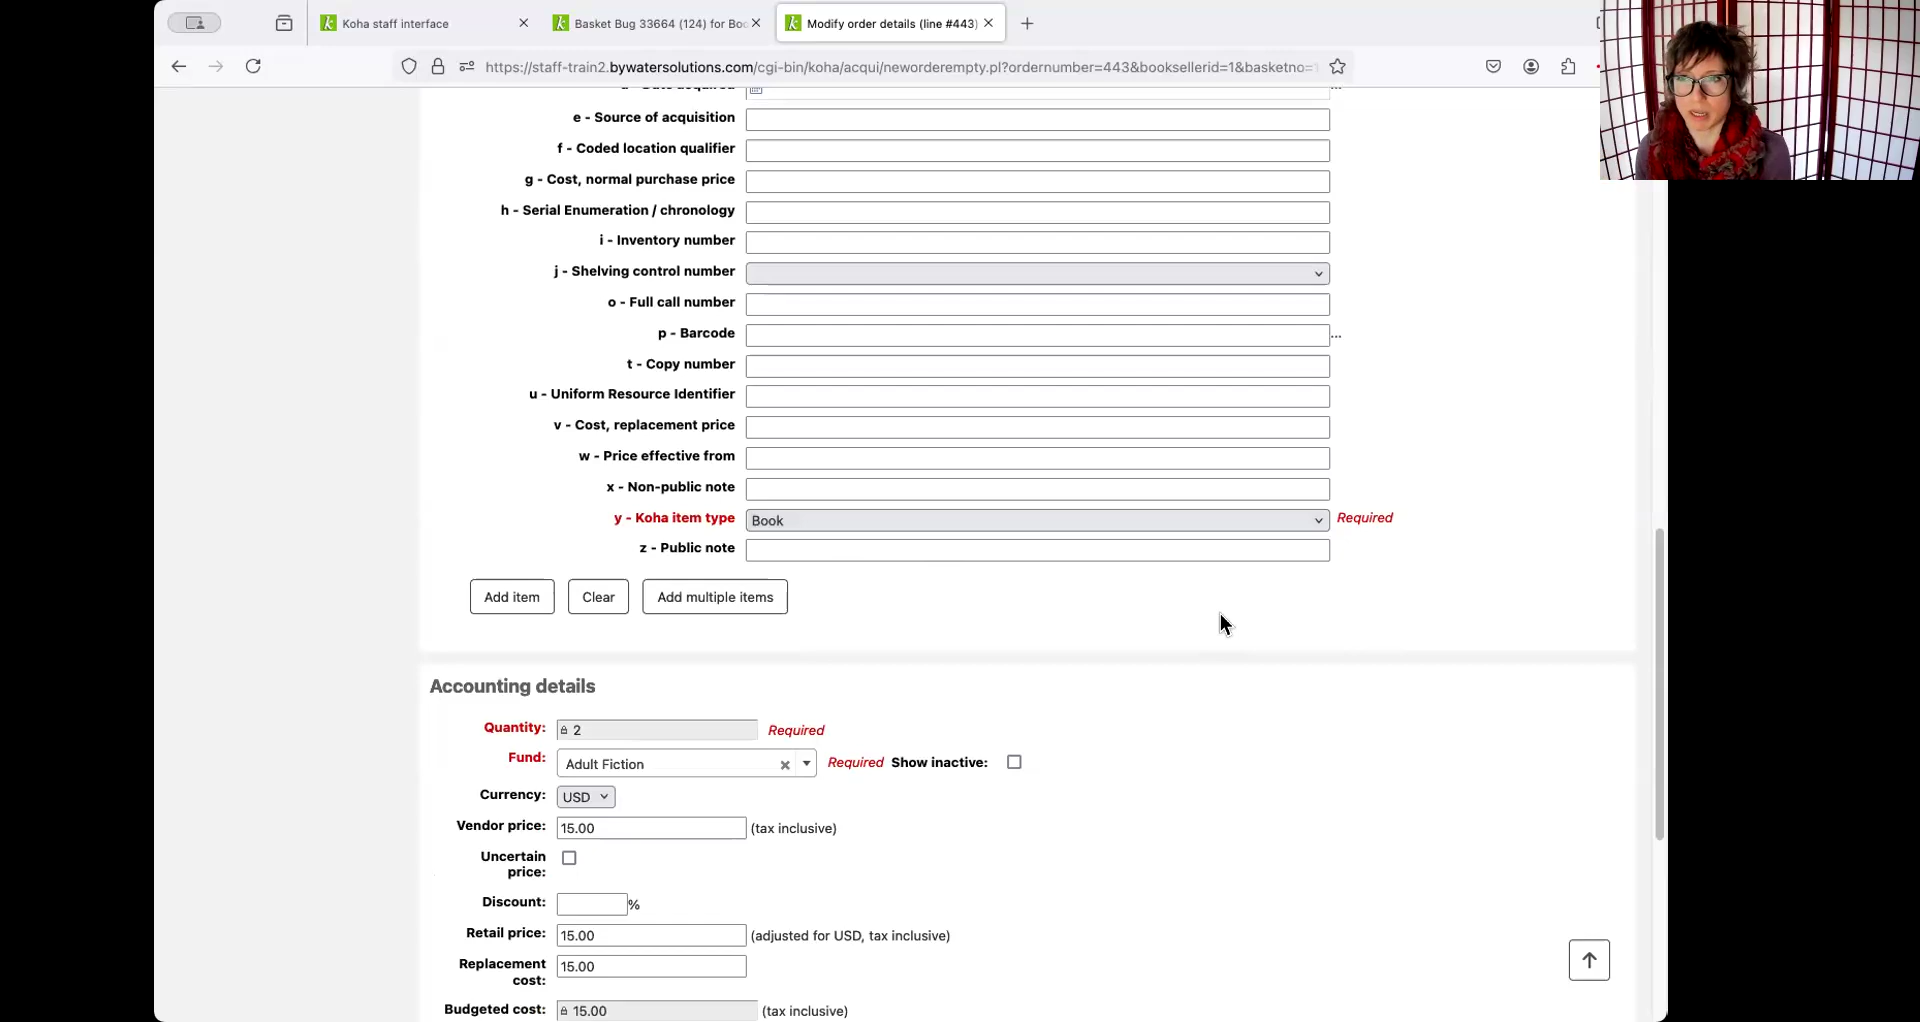 Koha staff interface
Basket Bug 33664 (124) for Boo
Modify order details (line #443)
https://staff-train2.bywatersolutions.com/cgi-bin/koha/acqui/neworderempty.pl?ordernumber=443&booksellerid=1&basketno=1
d - Date acquired ...
e - Source of acquisition
f - Coded location qualifier
g - Cost, normal purchase price
h - Serial Enumeration / chronology
i - Inventory number
j - Shelving control number
o - Full call number
p - Barcode ...
t - Copy number
u - Uniform Resource Identifier
v - Cost, replacement price
w - Price effective from
x - Non-public note
y - Koha item type Book Required
z - Public note
Add item Clear Add multiple items
Accounting details
Quantity: 2 Required
Fund: Adult Fiction Required Show inactive:
Currency: USD
Vendor price: 15.00 (tax inclusive)
Uncertain
price:
Discount: %
Retail price: 15.00 (adjusted for USD, tax inclusive)
Replacement 15.00
cost:
Budgeted cost: 15.00 (tax inclusive)